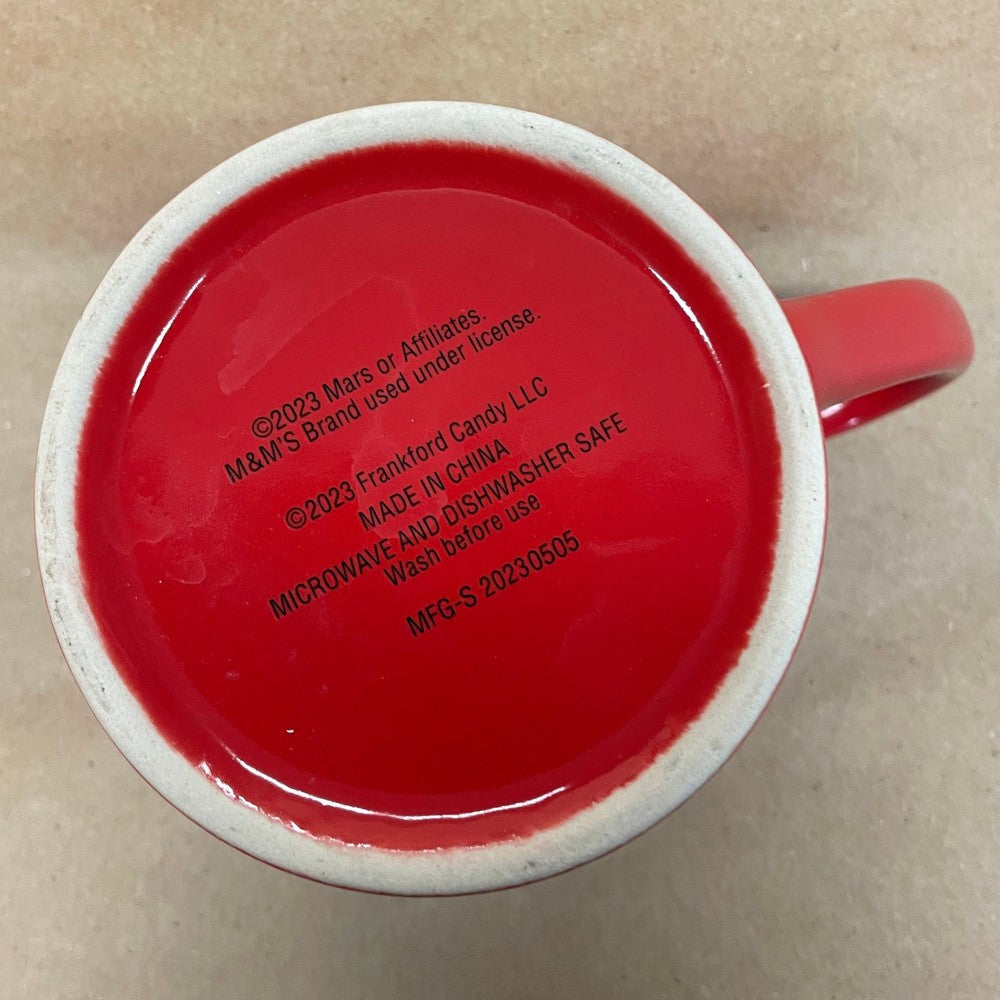 ©2023 Mars or Affiliates.
M&M'S Brand used under license.
©2023 Frankford Candy LLC
MADE IN CHINA
MICROWAVE AND DISHWASHER SAFE
Wash before use
MFG-S 20230505